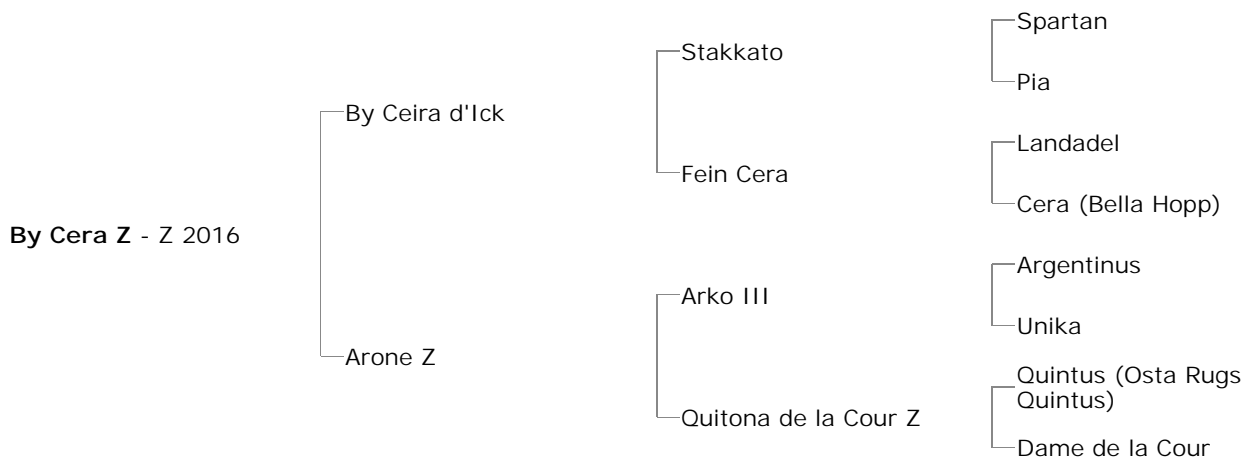 Spartan
Stakkato
Pia
By Ceira d'Ick
Landadel
Fein Cera
Cera (Bella Hopp)
By Cera Z - Z 2016
Argentinus
Arko III
Unika
Arone Z
Quintus (Osta Rugs
Quintus)
Quitona de la Cour Z
Dame de la Cour